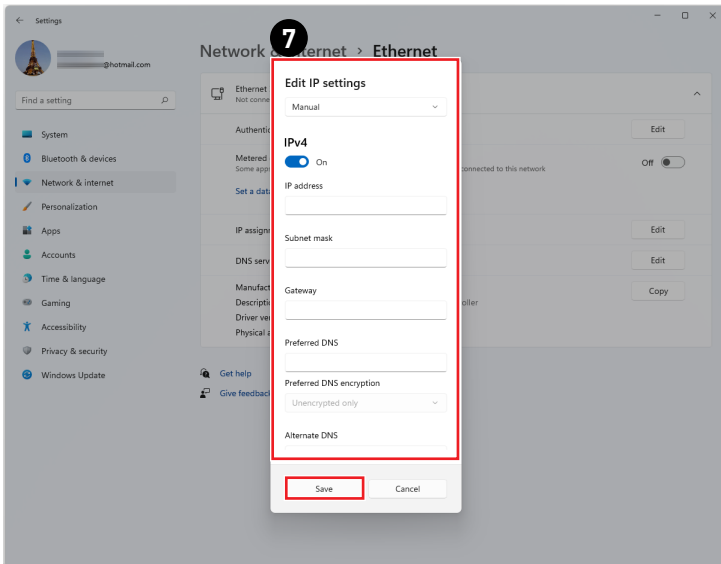 Settings
@hotmail.com
Find a setting
System
Bluetooth & devices
Network & internet
Personalization
Apps
Accounts
Time & language
Gaming
Accessibility
Privacy & security
Windows Update
Network & internet > Ethernet
7
Ethernet
Not conne
Authentic
Edit
Metered
Some app
connected to this network
Off
Set a data
IP assign
Edit
DNS serv
Edit
Manufact
Copy
Descripti
oller
Driver ve
Physical a
Get help
Give feedback
Edit IP settings
Manual
IPv4
On
IP address
Subnet mask
Gateway
Preferred DNS
Preferred DNS encryption
Unencrypted only
Alternate DNS
Save
Cancel